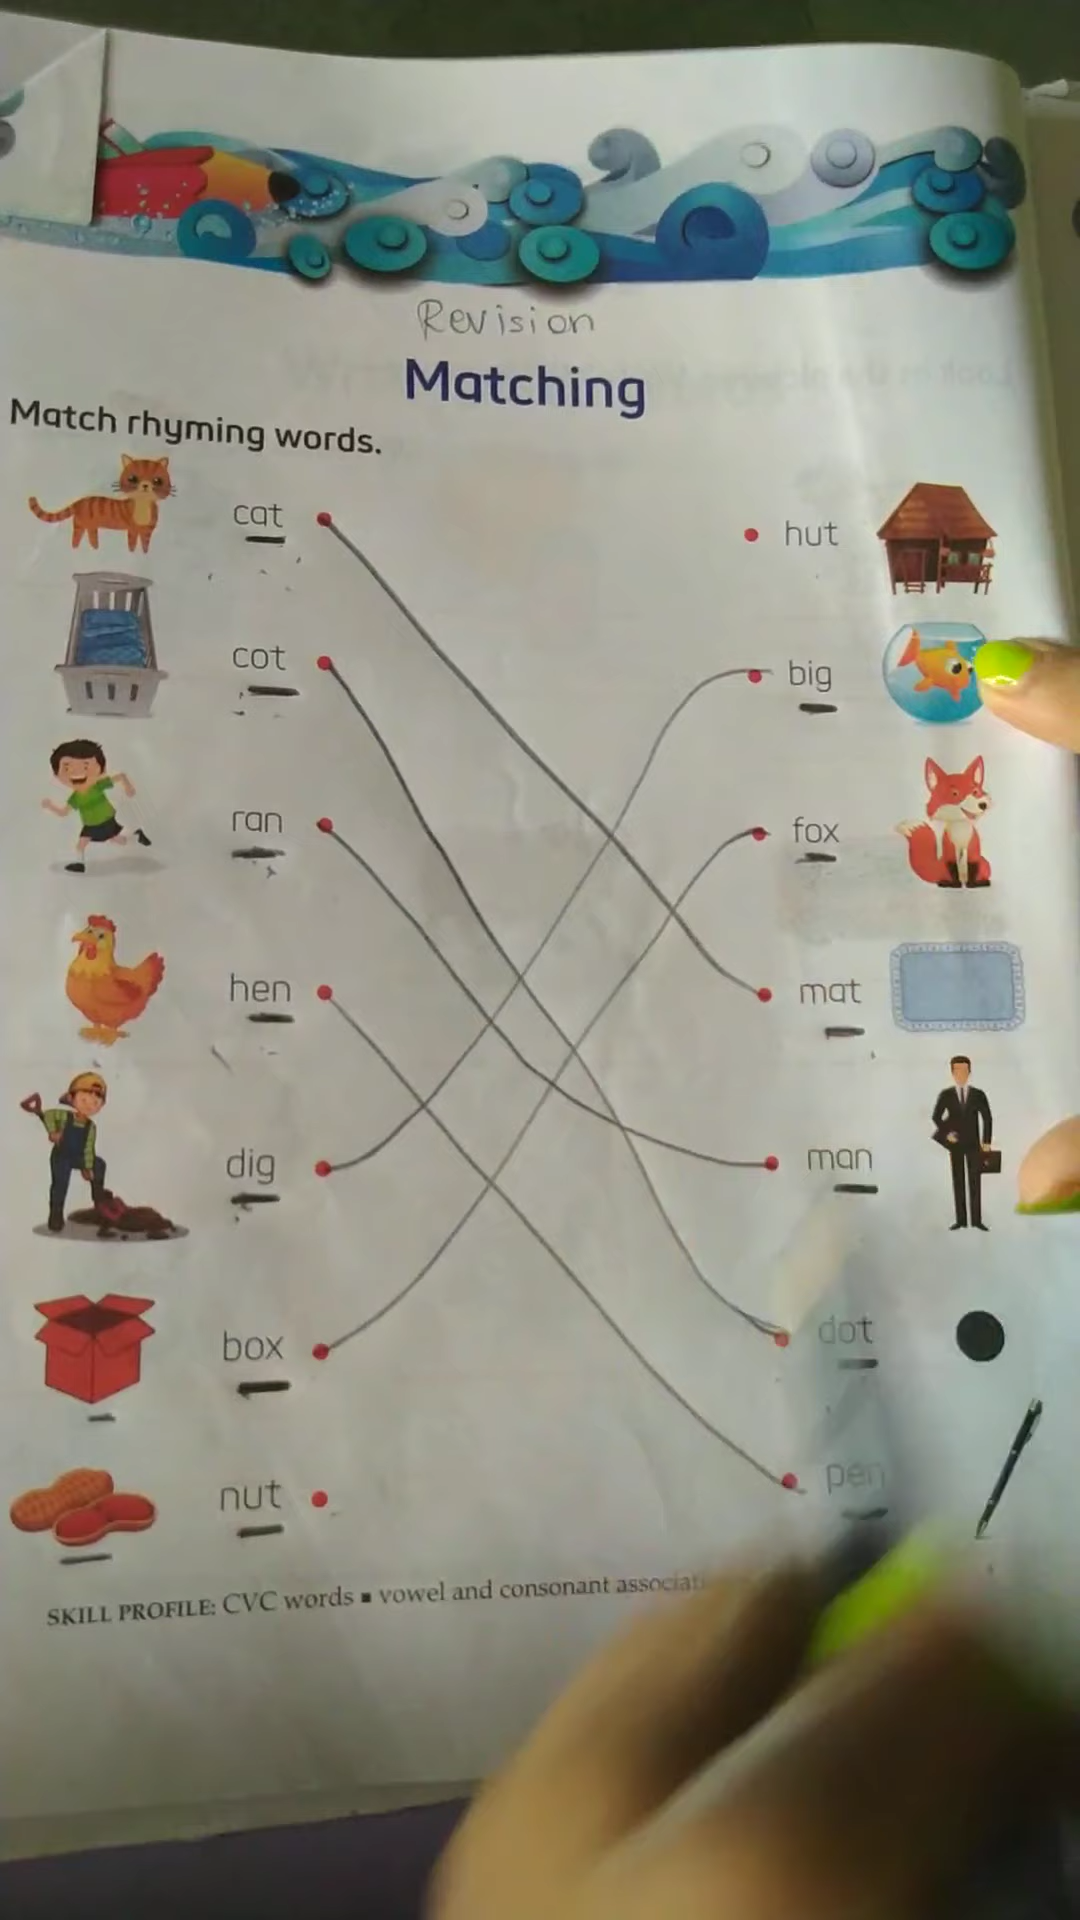 Revision
Matching
Match rhyming words.
cat hut
cot big
ran fox
hen mat
dig man
box dot
nut pen
SKILL PROFILE: CVC words ▪ vowel and consonant